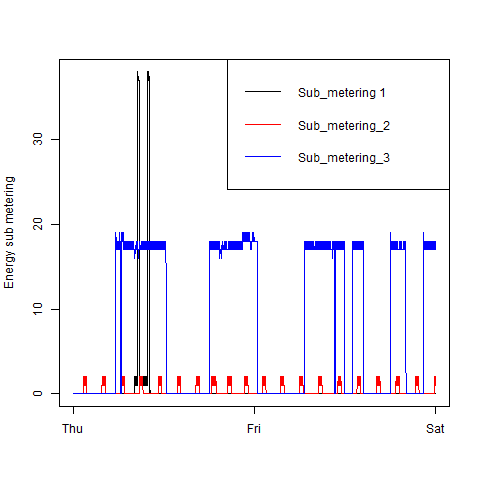 Sub_metering 1
Sub_metering_2
Sub_metering_3
Energy sub metering
30
20
10
0
Thu
Fri
Sat